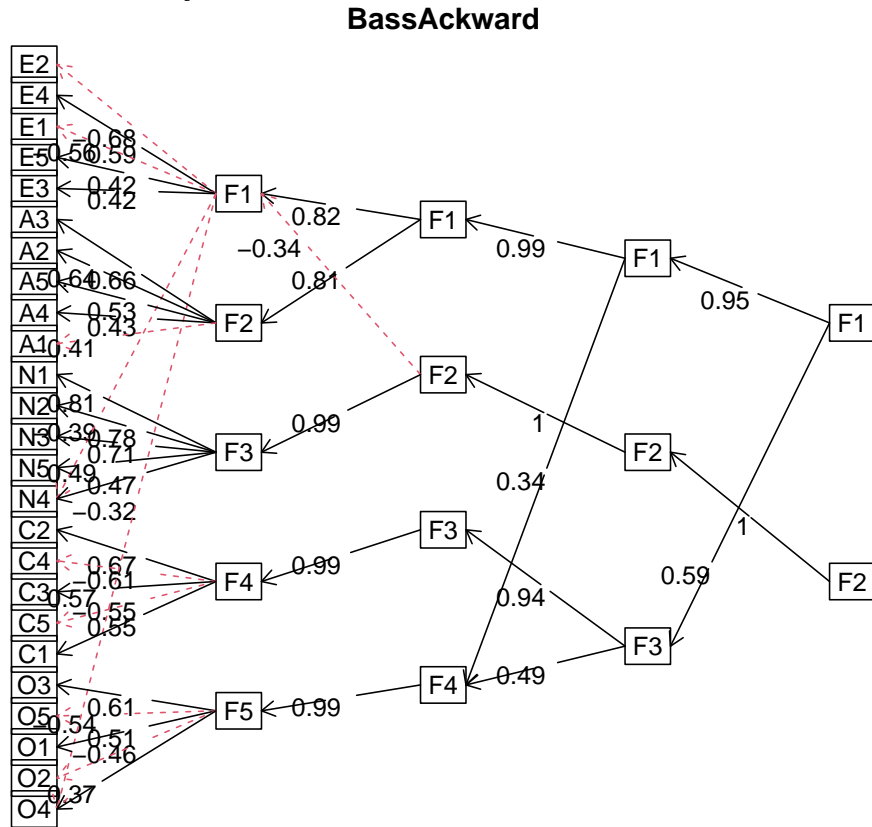 BassAckward
E2
E4
E1
E5
E3
A3
A2
A5
A4
A1
N1
N2
N3
N5
N4
C2
C4
C3
C5
C1
O3
O5
O1
O2
O4
−0.68
−0.56
0.59
0.42
0.42
0.64
0.66
0.53
0.43
−0.41
0.81
−0.39
0.78
0.71
0.49
0.47
−0.32
0.67
−0.61
0.57
−0.55
0.55
0.61
−0.54
0.51
−0.46
0.37
F1
F2
F3
F4
F5
0.82
−0.34
0.81
0.99
0.99
0.99
F1
F2
F3
F4
0.99
1
0.34
0.94
0.49
F1
F2
F3
0.95
1
0.59
F1
F2